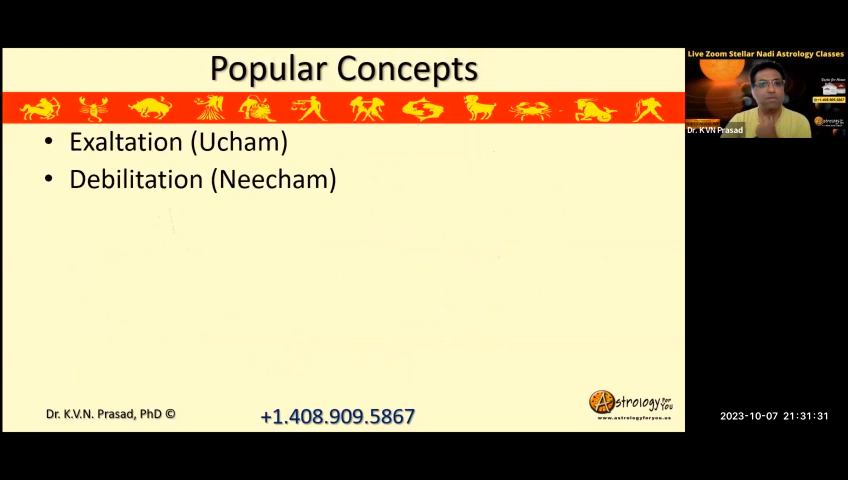 Popular Concepts
• Exaltation (Ucham)
• Debilitation (Neecham)
Dr. K.V.N. Prasad, PhD ©
+1.408.909.5867
Astrology For You
www.astrologyforyou.us
Live Zoom Stellar Nadi Astrology Classes
Dr. K.V.N Prasad
2023-10-07 21:31:31